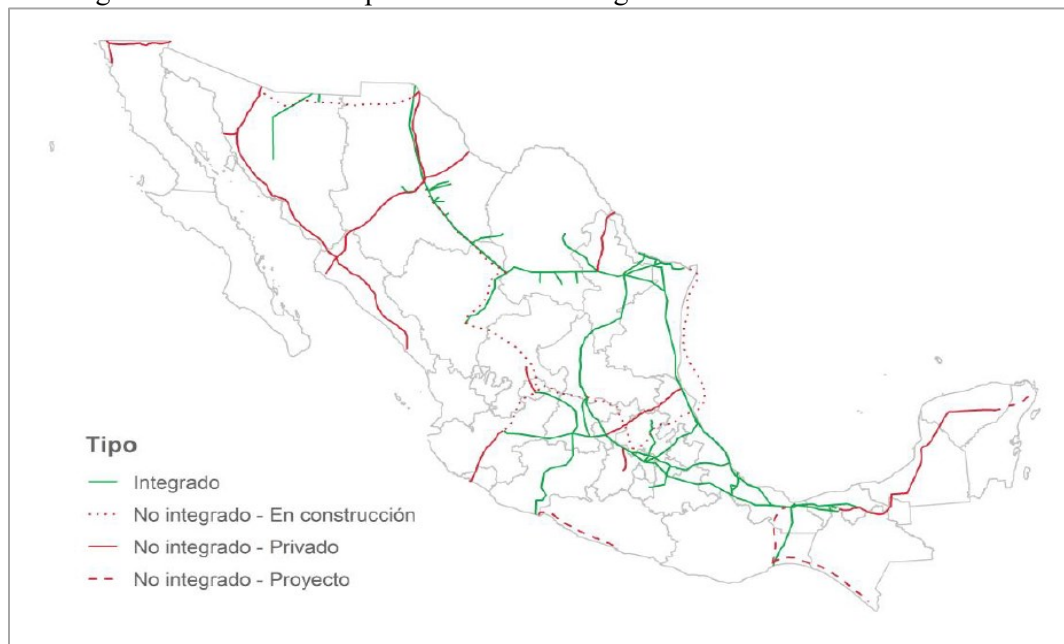 Tipo
Integrado
No integrado - En construcción
No integrado - Privado
No integrado - Proyecto